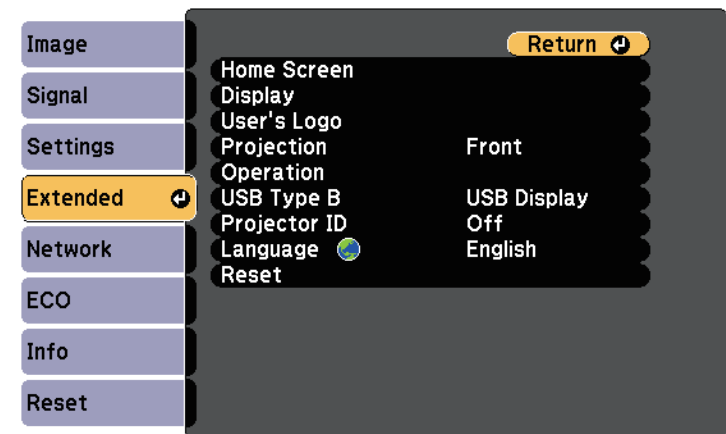 Image
Signal
Settings
Extended
Network
ECO
Info
Reset
Return
Home Screen
Display
User's Logo
Projection Front
Operation
USB Type B USB Display
Projector ID Off
Language English
Reset